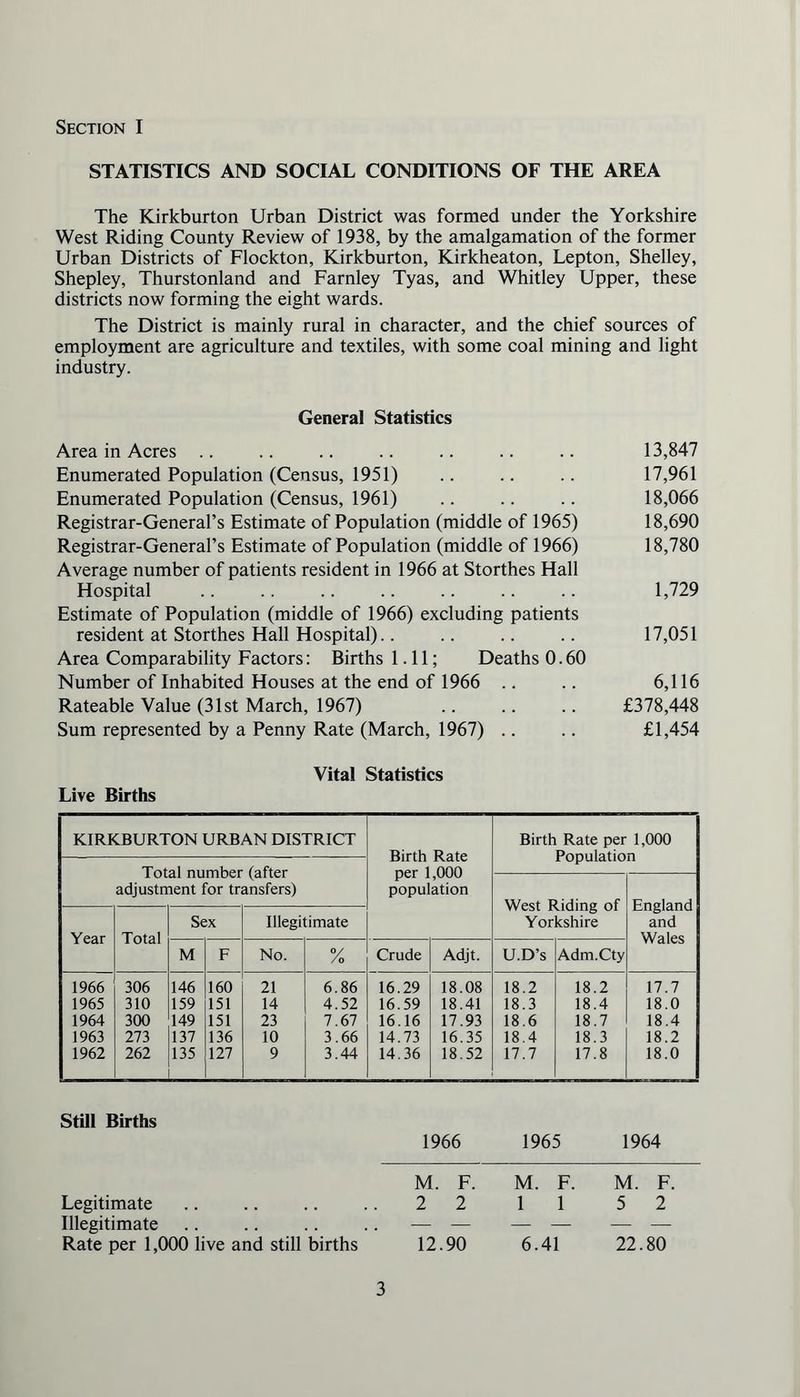 SECTION I
STATISTICS AND SOCIAL CONDITIONS OF THE AREA
The Kirkburton Urban District was formed under the Yorkshire
West Riding County Review of 1938, by the amalgamation of the former
Urban Districts of Flockton, Kirkburton, Kirkheaton, Lepton, Shelley,
Shepley, Thurstonland and Farnley Tyas, and Whitley Upper, these
districts now forming the eight wards.
The District is mainly rural in character, and the chief sources of
employment are agriculture and textiles, with some coal mining and light
industry.
General Statistics
Area in Acres .. .. .. .. .. .. .. 13,847
Enumerated Population (Census, 1951) .. .. .. 17,961
Enumerated Population (Census, 1961) .. .. .. 18,066
Registrar-General's Estimate of Population (middle of 1965) 18,690
Registrar-General's Estimate of Population (middle of 1966) 18,780
Average number of patients resident in 1966 at Storthes Hall
Hospital .. .. .. .. .. .. .. 1,729
Estimate of Population (middle of 1966) excluding patients
resident at Storthes Hall Hospital).. .. .. .. 17,051
Area Comparability Factors: Births 1.11; Deaths 0.60
Number of Inhabited Houses at the end of 1966 .. .. 6,116
Rateable Value (31st March, 1967) .. .. .. £378,448
Sum represented by a Penny Rate (March, 1967) .. .. £1,454
Vital Statistics
Live Births
KIRKBURTON URBAN DISTRICT
Total number (after
adjustment for transfers)
Birth Rate
per 1,000
population
Birth Rate per 1,000
Population
West Riding of
Yorkshire
England
and
Wales
Year Total Sex Illegitimate
M F No. % Crude Adjt. U.D's Adm.Cty
1966 306 146 160 21 6.86 16.29 18.08 18.2 18.2 17.7
1965 310 159 151 14 4.52 16.59 18.41 18.3 18.4 18.0
1964 300 149 151 23 7.67 16.16 17.93 18.6 18.7 18.4
1963 273 137 136 10 3.66 14.73 16.35 18.4 18.3 18.2
1962 262 135 127 9 3.44 14.36 18.52 17.7 17.8 18.0
Still Births
1966 1965 1964
M. F. M. F. M. F.
Legitimate .. .. .. .. 2 2 1 1 5 2
Illegitimate .. .. .. .. — — — — — —
Rate per 1,000 live and still births 12.90 6.41 22.80
3